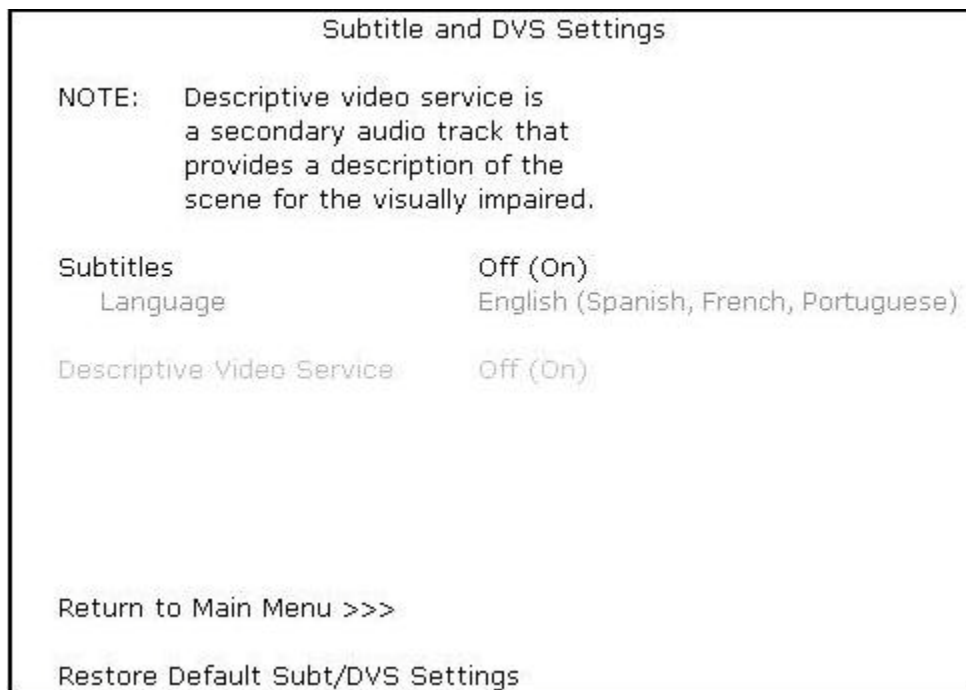 Subtitle and DVS Settings
NOTE: Descriptive video service is
a secondary audio track that
provides a description of the
scene for the visually impaired.
Subtitles Off (On)
Language English (Spanish, French, Portuguese)
Descriptive Video Service Off (On)
Return to Main Menu >>>
Restore Default Subt/DVS Settings